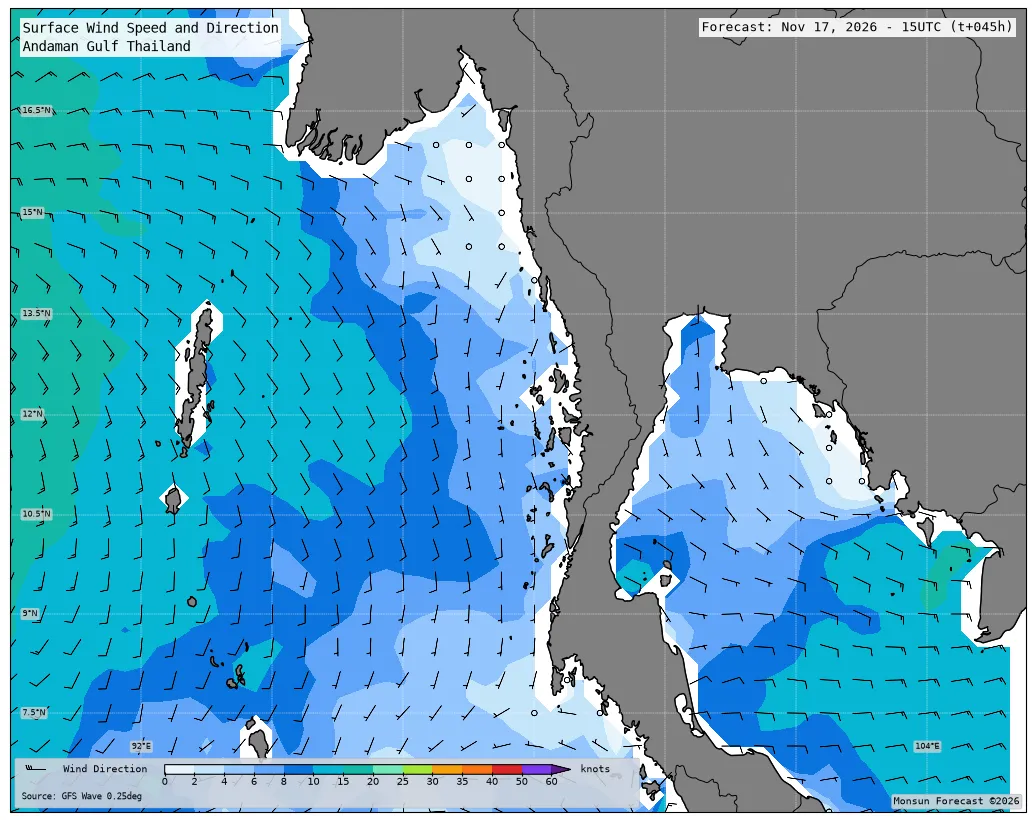 Surface Wind Speed and Direction
Andaman Gulf Thailand
Forecast: Nov 17, 2026 - 15UTC (t+045h)
16.5°N
15°N
13.5°N
12°N
10.5°N
9°N
7.5°N
92°E
104°E
Wind Direction
knots
0 2 4 6 8 10 15 20 25 30 35 40 50 60
Source: GFS Wave 0.25deg
Monsun Forecast ©2026